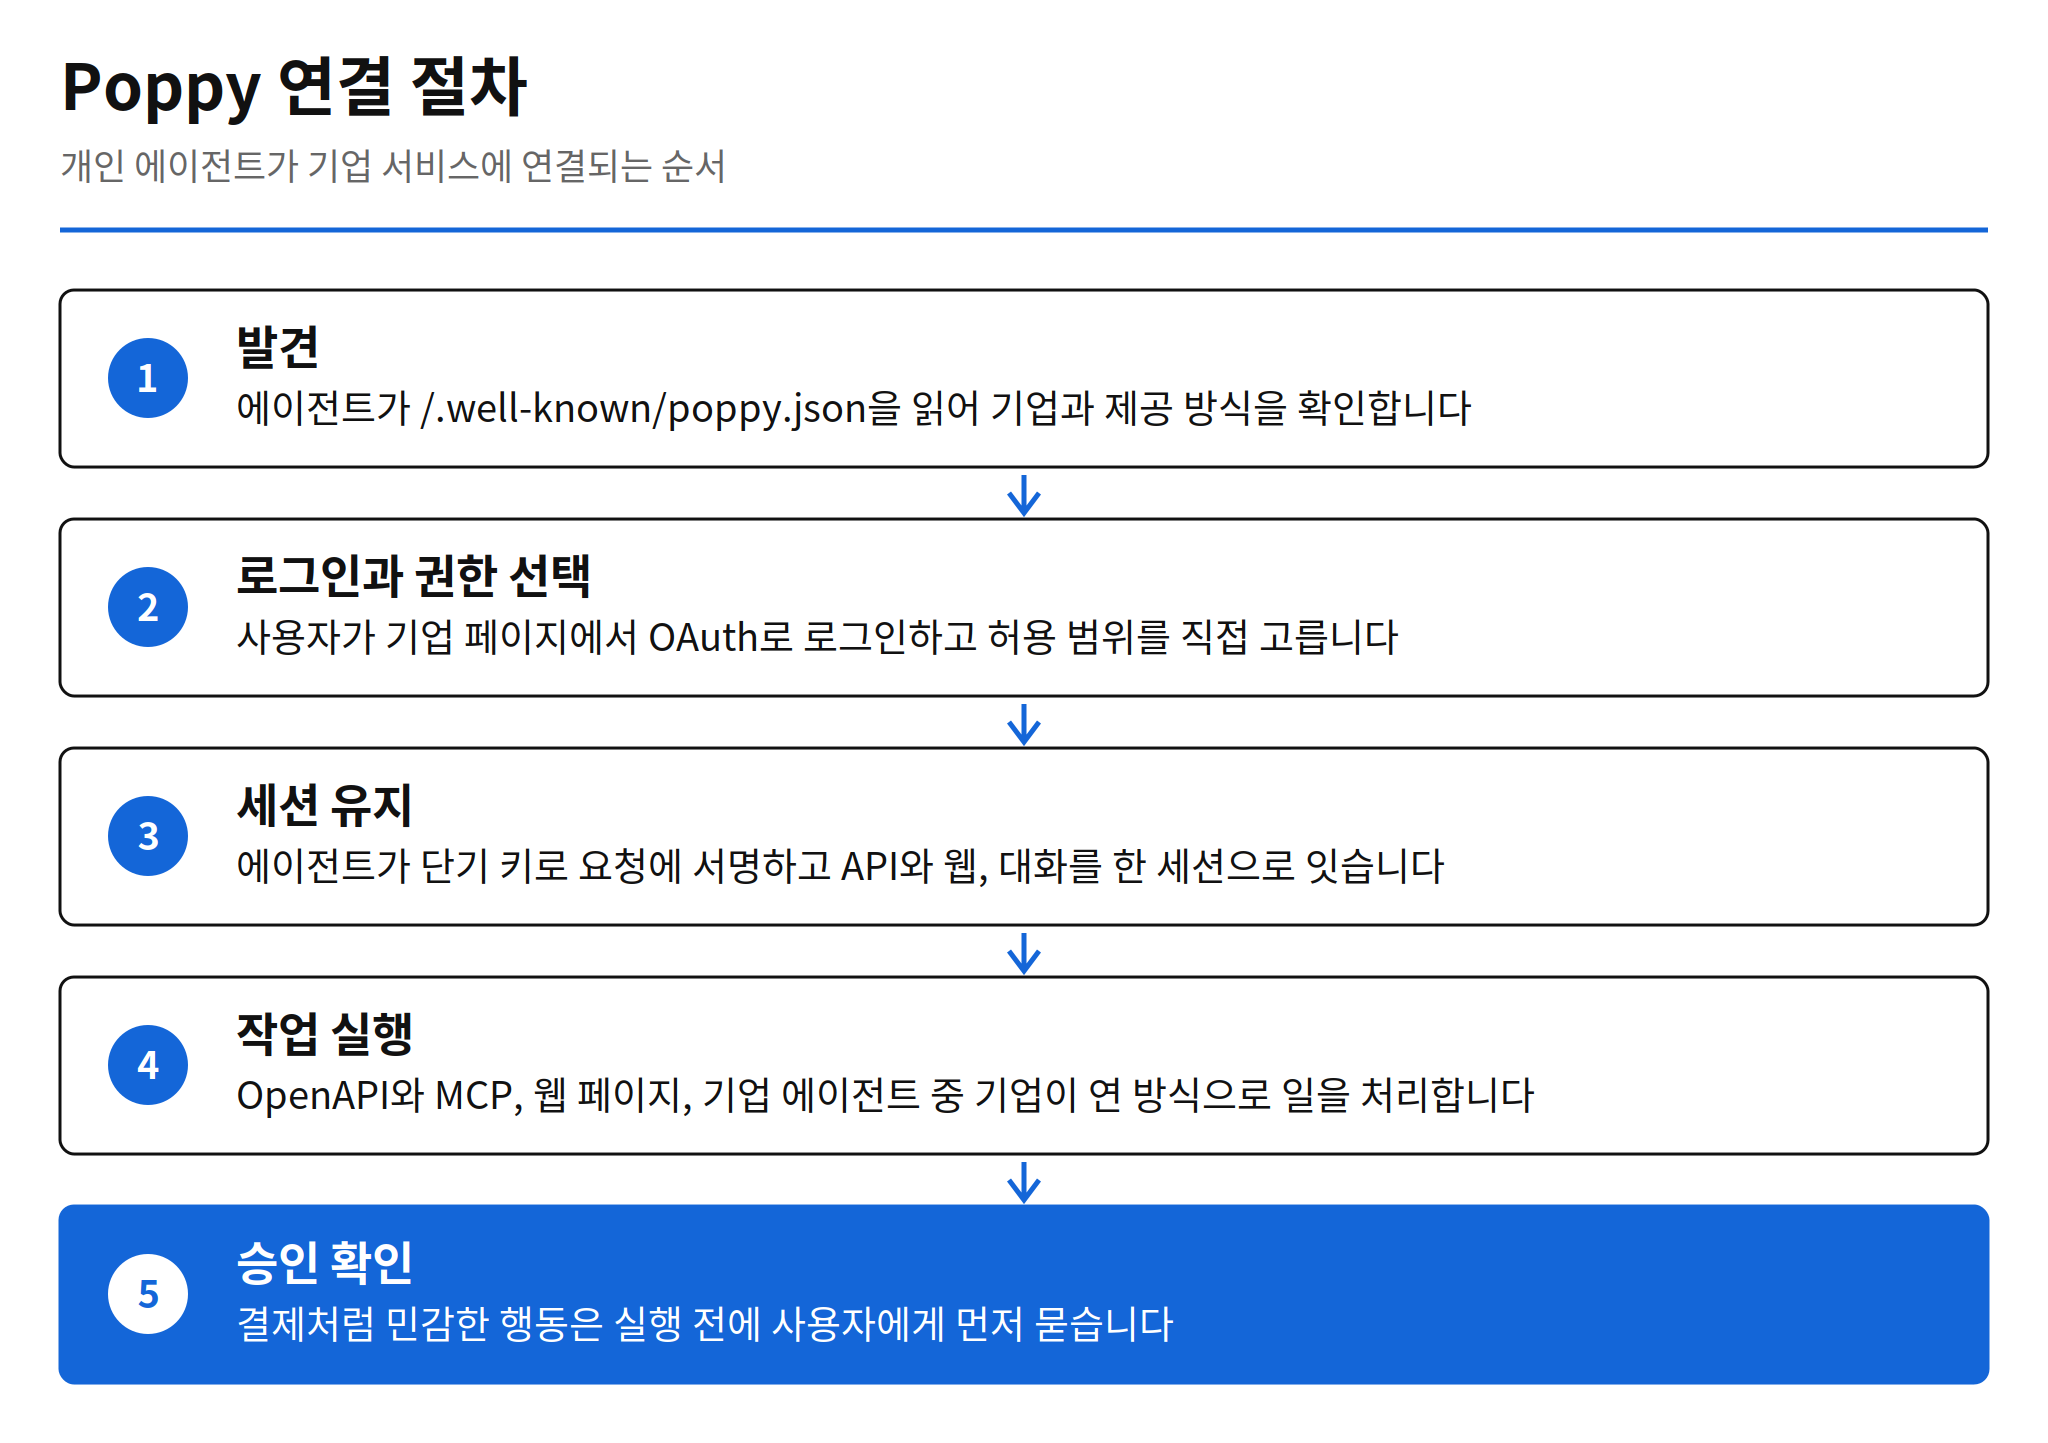 Poppy 연결 절차
개인 에이전트가 기업 서비스에 연결되는 순서
1
발견
에이전트가 /.well-known/poppy.json을 읽어 기업과 제공 방식을 확인합니다
2
로그인과 권한 선택
사용자가 기업 페이지에서 OAuth로 로그인하고 허용 범위를 직접 고릅니다
3
세션 유지
에이전트가 단기 키로 요청에 서명하고 API와 웹, 대화를 한 세션으로 잇습니다
4
작업 실행
OpenAPI와 MCP, 웹 페이지, 기업 에이전트 중 기업이 연 방식으로 일을 처리합니다
5
승인 확인
결제처럼 민감한 행동은 실행 전에 사용자에게 먼저 묻습니다